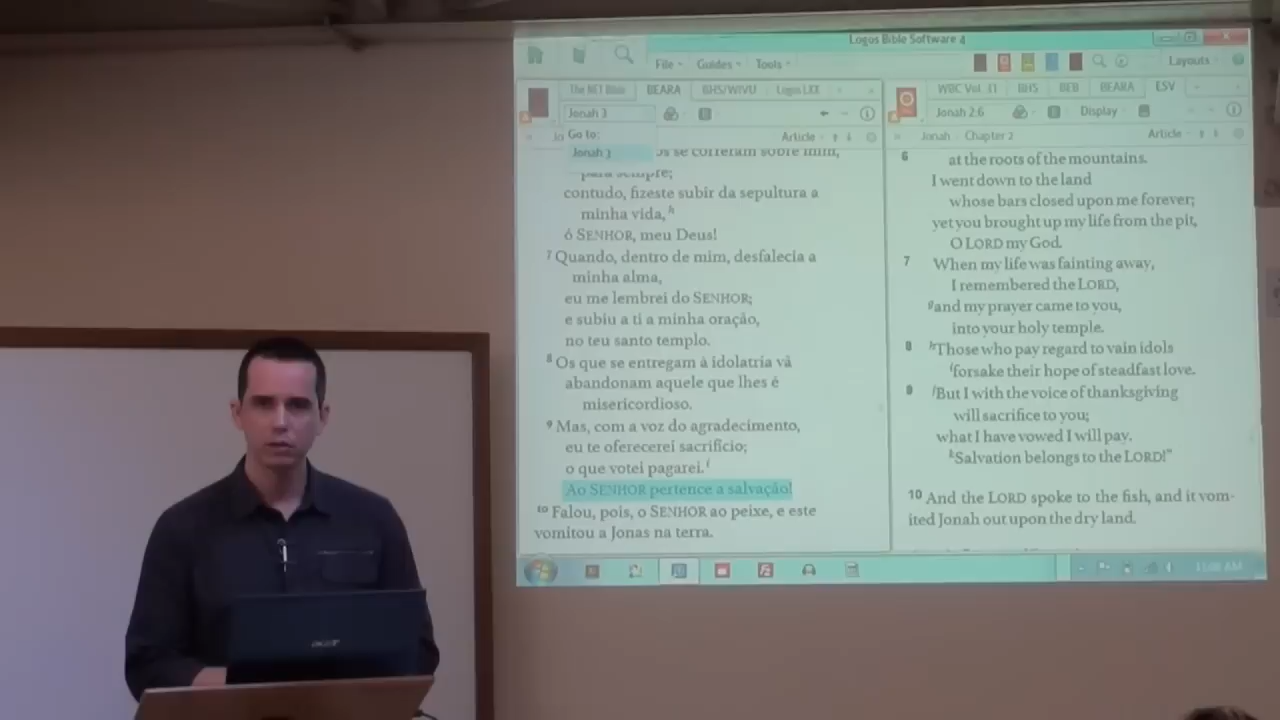 Logos Bible Software 4
File Guides Tools
Layouts
The NET Bible BEARA BHS/WIVU Logos LXX
Jonah 3
Go to:
Jonah 3
Article
os se correram sobre mim,
para sempre;
contudo, fizeste subir da sepultura a
minha vida, h
ó SENHOR, meu Deus!
7 Quando, dentro de mim, desfalecia a
minha alma,
eu me lembrei do SENHOR;
e subiu a ti a minha oração,
no teu santo templo.
8 Os que se entregam à idolatria vã
abandonam aquele que lhes é
misericordioso.
9 Mas, com a voz do agradecimento,
eu te oferecerei sacrifício;
o que votei pagarei. i
Ao SENHOR pertence a salvação!
10 Falou, pois, o SENHOR ao peixe, e este
vomitou a Jonas na terra.
WBC Vol. 31 BHS BEB BEARA ESV
Jonah 2:6 Display
Jonah Chapter 2 Article
6 at the roots of the mountains.
I went down to the land
whose bars closed upon me forever;
yet you brought up my life from the pit,
O LORD my God.
7 When my life was fainting away,
I remembered the LORD,
g and my prayer came to you,
into your holy temple.
8 h Those who pay regard to vain idols
i forsake their hope of steadfast love.
9 j But I with the voice of thanksgiving
will sacrifice to you;
what I have vowed I will pay.
k Salvation belongs to the LORD!”
10 And the LORD spoke to the fish, and it vom-
ited Jonah out upon the dry land.
acer